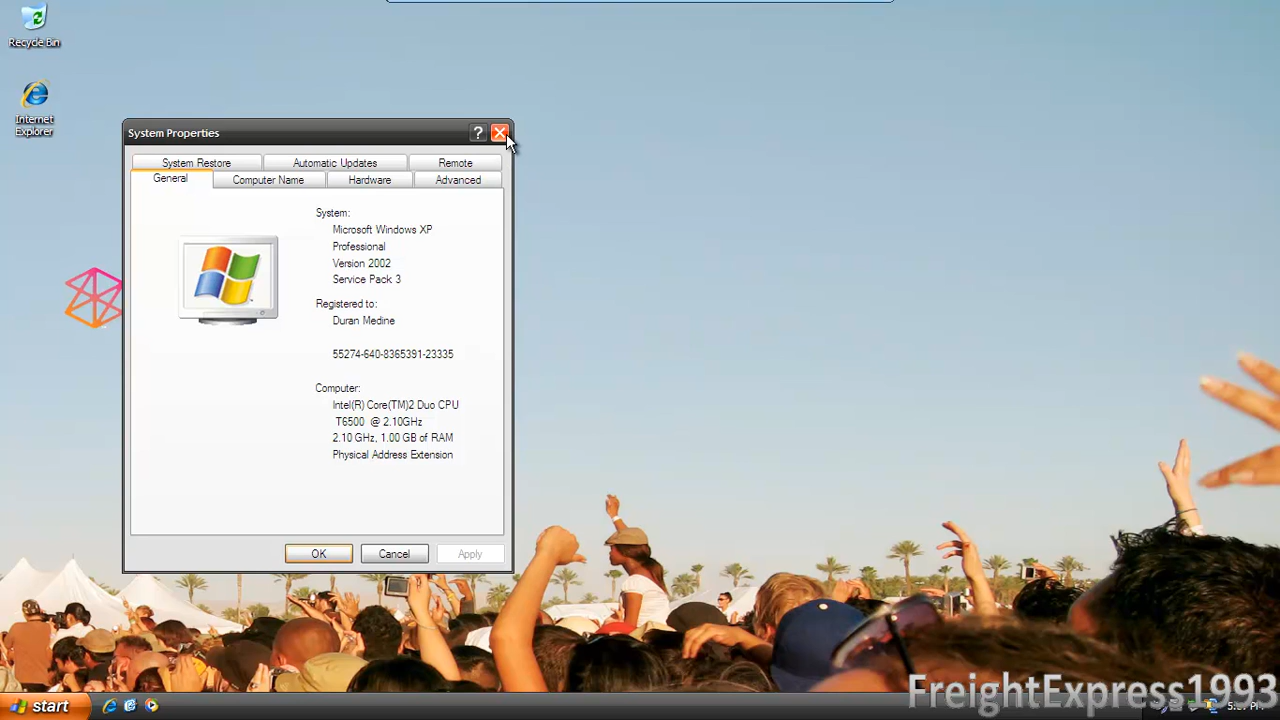 Recycle Bin
Internet
Explorer
System Properties
?
System Restore
Automatic Updates
Remote
General
Computer Name
Hardware
Advanced
System:
Microsoft Windows XP
Professional
Version 2002
Service Pack 3
Registered to:
Duran Medine
55274-640-8365391-23335
Computer:
Intel(R) Core(TM)2 Duo CPU
T6500 @ 2.10GHz
2.10 GHz, 1.00 GB of RAM
Physical Address Extension
OK
Cancel
Apply
start
FreightExpress1993